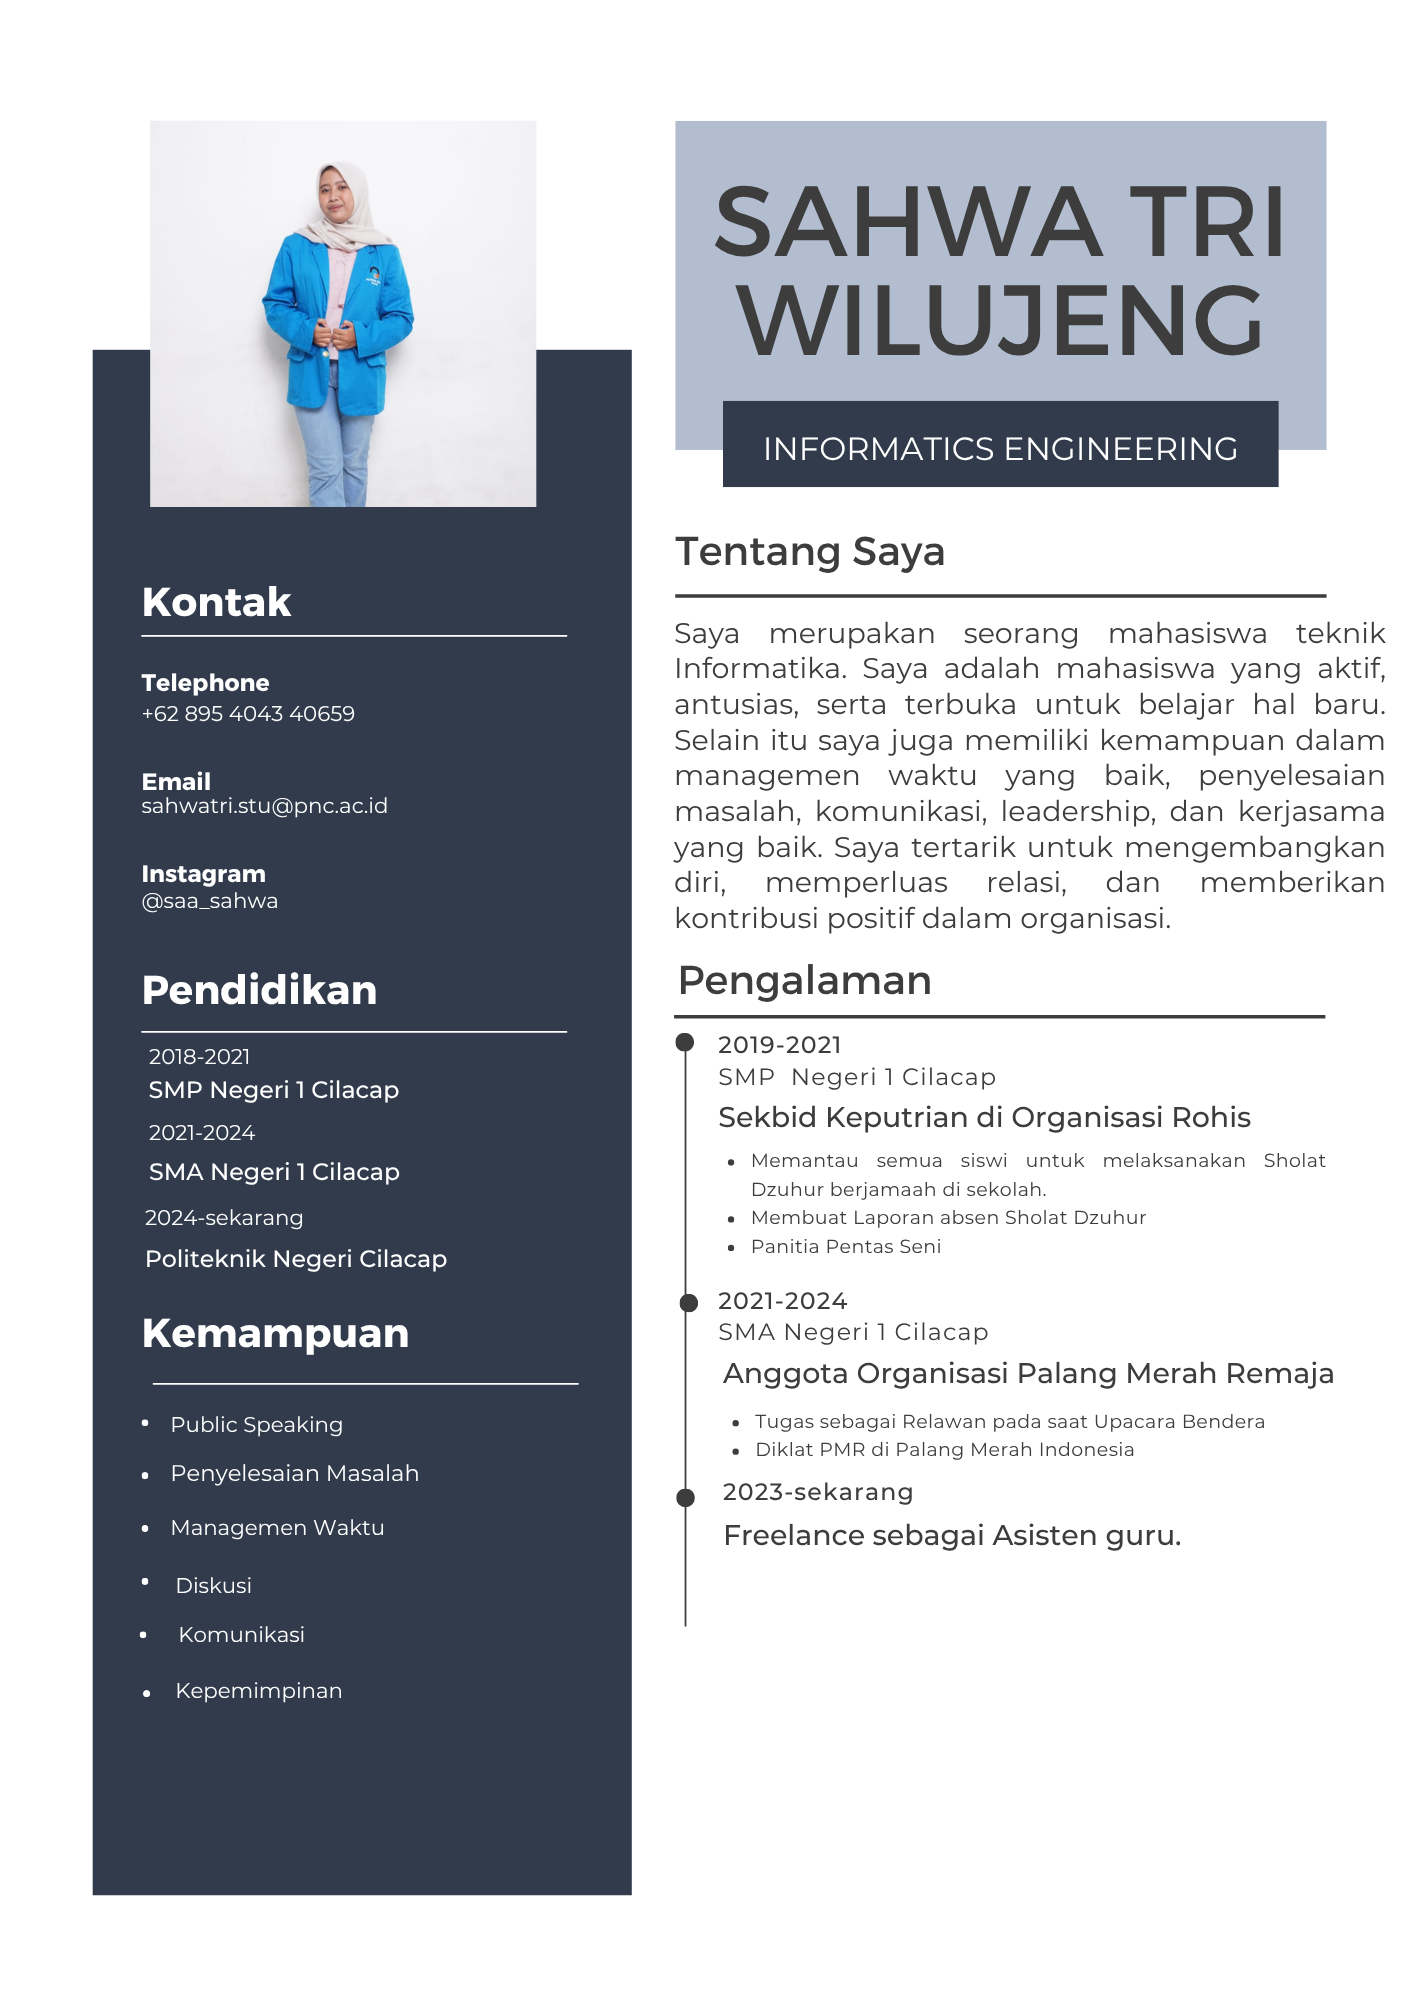 SAHWA TRI
WILUJENG
INFORMATICS ENGINEERING
Kontak
Telephone
+62 895 4043 40659
Email
sahwatri.stu@pnc.ac.id
Instagram
@saa_sahwa
Pendidikan
2018-2021
SMP Negeri 1 Cilacap
2021-2024
SMA Negeri 1 Cilacap
2024-sekarang
Politeknik Negeri Cilacap
Kemampuan
• Public Speaking
• Penyelesaian Masalah
• Managemen Waktu
• Diskusi
• Komunikasi
• Kepemimpinan
Tentang Saya
Saya merupakan seorang mahasiswa teknik
Informatika. Saya adalah mahasiswa yang aktif,
antusias, serta terbuka untuk belajar hal baru.
Selain itu saya juga memiliki kemampuan dalam
managemen waktu yang baik, penyelesaian
masalah, komunikasi, leadership, dan kerjasama
yang baik. Saya tertarik untuk mengembangkan
diri, memperluas relasi, dan memberikan
kontribusi positif dalam organisasi.
Pengalaman
2019-2021
SMP Negeri 1 Cilacap
Sekbid Keputrian di Organisasi Rohis
• Memantau semua siswi untuk melaksanakan Sholat
Dzuhur berjamaah di sekolah.
• Membuat Laporan absen Sholat Dzuhur
• Panitia Pentas Seni
2021-2024
SMA Negeri 1 Cilacap
Anggota Organisasi Palang Merah Remaja
• Tugas sebagai Relawan pada saat Upacara Bendera
• Diklat PMR di Palang Merah Indonesia
2023-sekarang
Freelance sebagai Asisten guru.